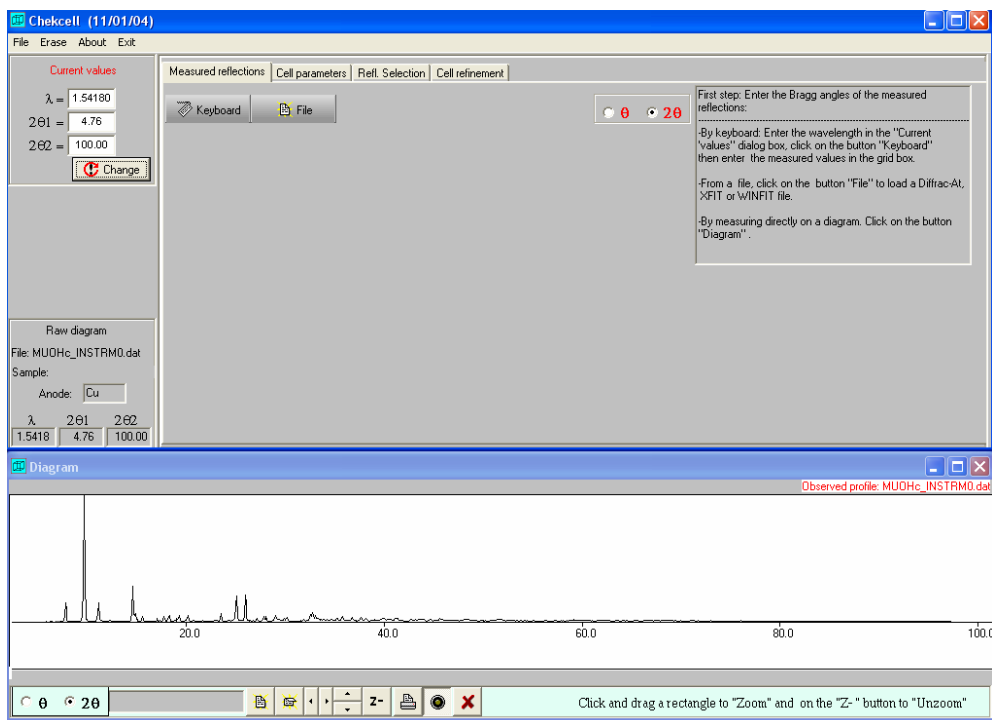 Chekcell (11/01/04)
File Erase About Exit
Current values
λ = 1.54180
2θ1 = 4.76
2θ2 = 100.00
Change
Measured reflections Cell parameters Refl. Selection Cell refinement
Keyboard File
θ 2θ
First step: Enter the Bragg angles of the measured
reflections:
-By keyboard: Enter the wavelength in the "Current
'values" dialog box, click on the button "Keyboard"
then enter the measured values in the grid box.
-From a file, click on the button "File" to load a Diffrac-At,
XFIT or WINFIT file.
-By measuring directly on a diagram. Click on the button
"Diagram" .
Raw diagram
File: MUOHc_INSTRM0.dat
Sample:
Anode: Cu
λ 2θ1 2θ2
1.5418 4.76 100.00
Diagram
Observed profile: MUOHc_INSTRM0.dat
20.0 40.0 60.0 80.0 100.0
θ 2θ
Z-
Click and drag a rectangle to "Zoom" and on the "Z- " button to "Unzoom"